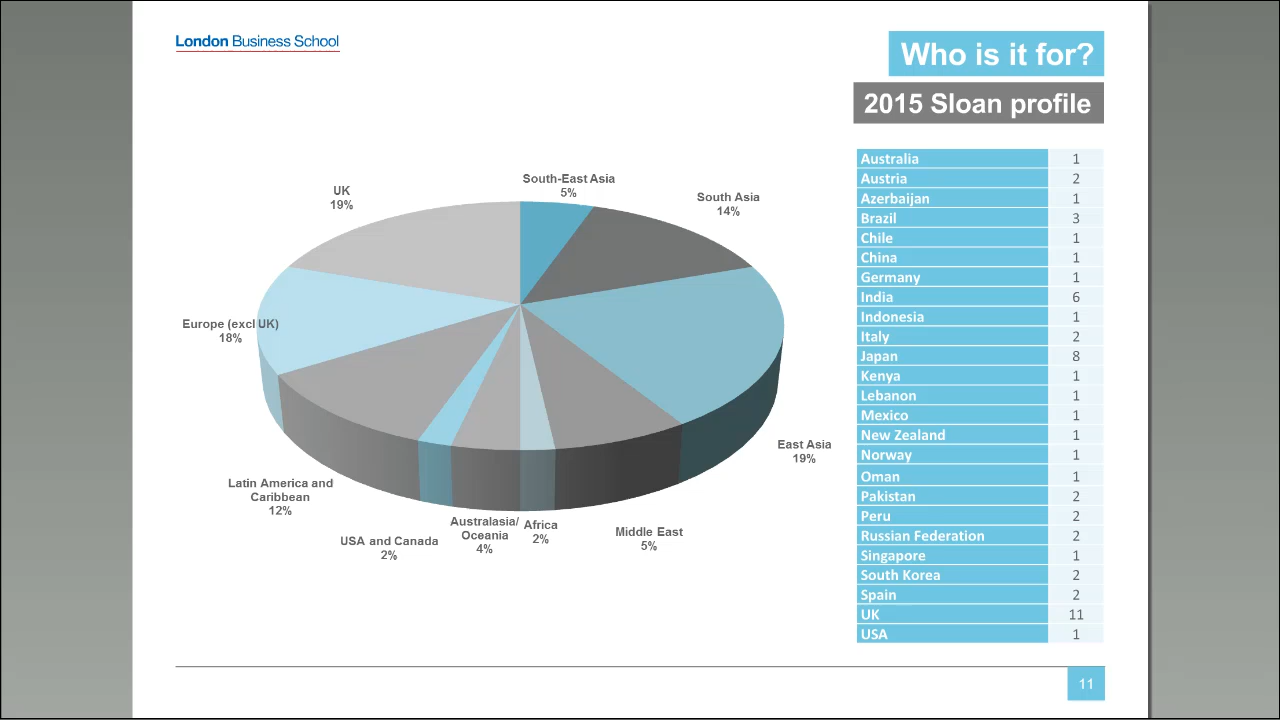 London Business School
Who is it for?
2015 Sloan profile
UK
19%
South-East Asia
5%
South Asia
14%
Europe (excl UK)
18%
East Asia
19%
Latin America and
Caribbean
12%
USA and Canada
2%
Australasia/
Oceania
4%
Africa
2%
Middle East
5%
Australia 1
Austria 2
Azerbaijan 1
Brazil 3
Chile 1
China 1
Germany 1
India 6
Indonesia 1
Italy 2
Japan 8
Kenya 1
Lebanon 1
Mexico 1
New Zealand 1
Norway 1
Oman 1
Pakistan 2
Peru 2
Russian Federation 2
Singapore 1
South Korea 2
Spain 2
UK 11
USA 1
11